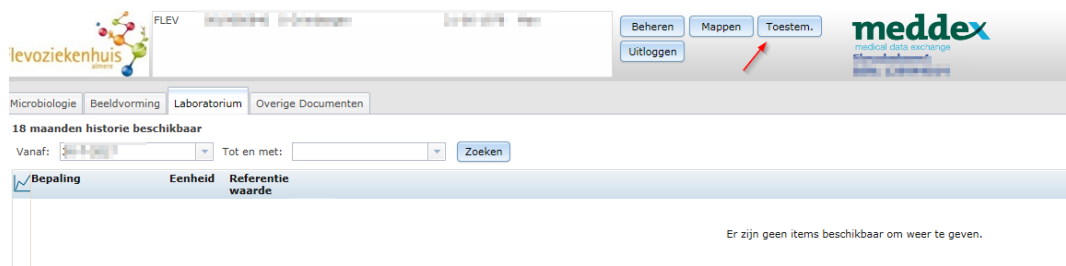 FLEV
Beheren Mappen Toestem.
Uitloggen
meddex
medical data exchange
levoziekenhuis
almere
Microbiologie Beeldvorming Laboratorium Overige Documenten
18 maanden historie beschikbaar
Vanaf: Tot en met: Zoeken
Bepaling Eenheid Referentie
waarde
Er zijn geen items beschikbaar om weer te geven.